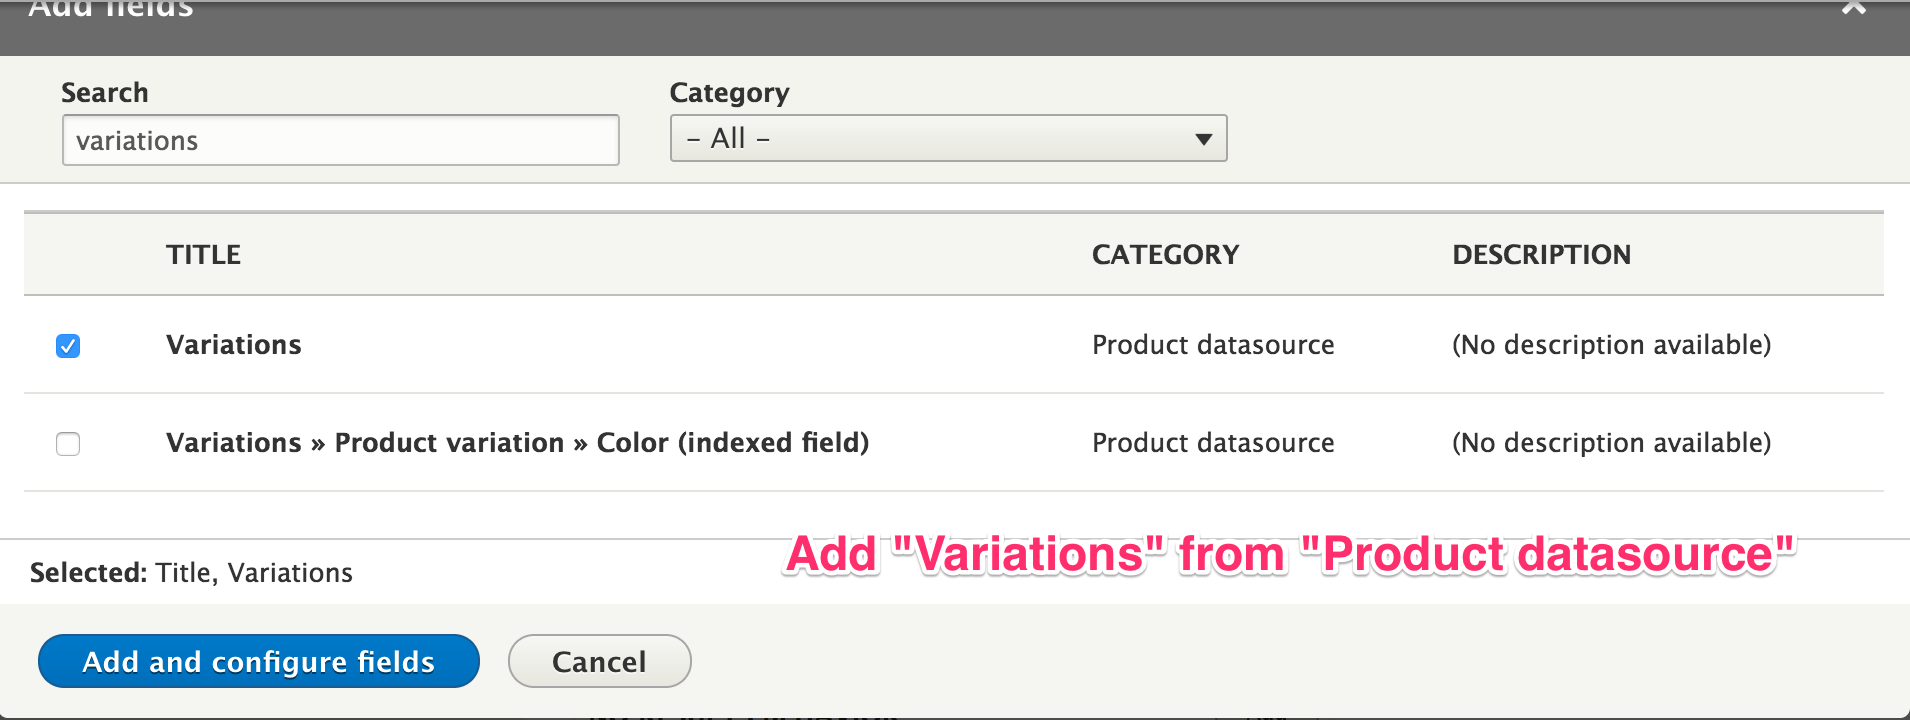 Add fields
Search
Category
variations
– All –
TITLE CATEGORY DESCRIPTION
Variations Product datasource (No description available)
Variations » Product variation » Color (indexed field) Product datasource (No description available)
Add "Variations" from "Product datasource"
Selected: Title, Variations
Add and configure fields Cancel